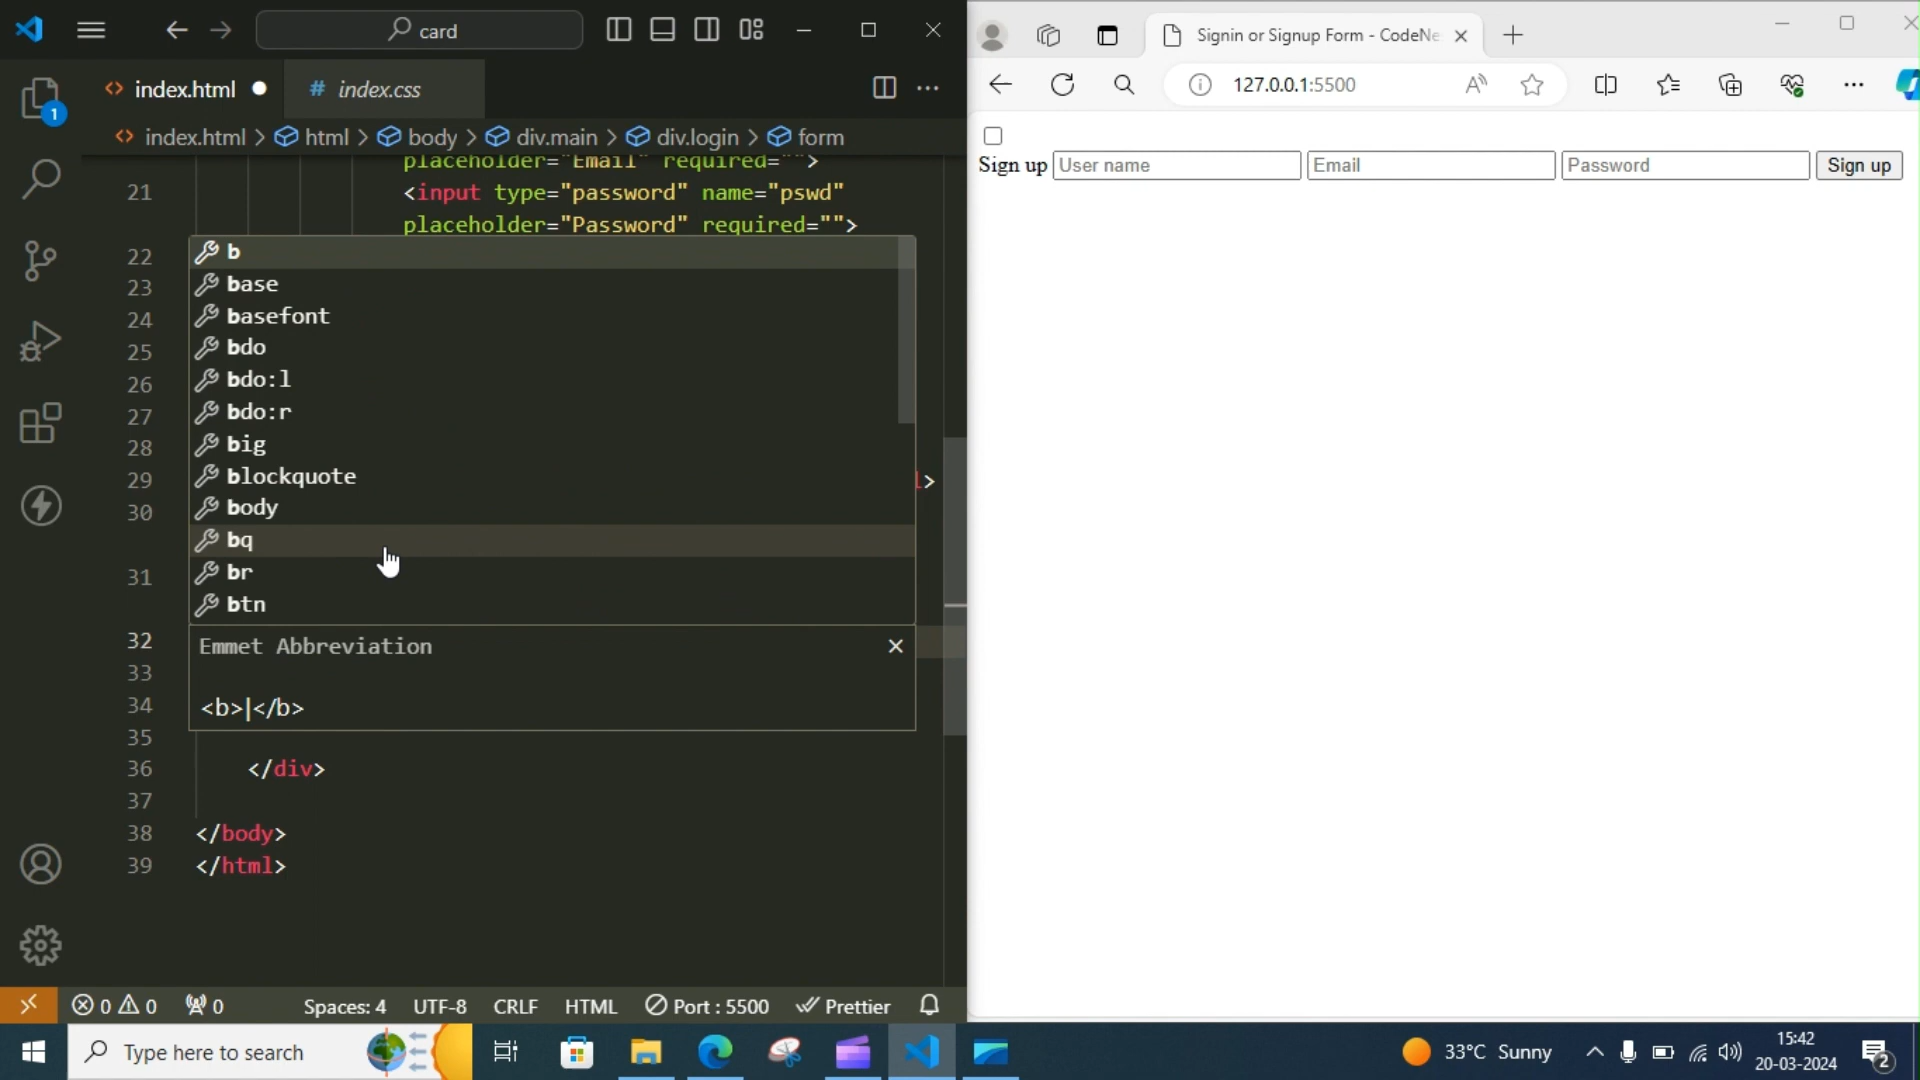 card
index.html
# index.css
index.html > html > body > div.main > div.login > form
placeholder="Email" required="">
21 <input type="password" name="pswd"
placeholder="Password" required="">
22
23
24
25
26
27
28
29 l>
30
31
32
33
34
35
36 </div>
37
38 </body>
39 </html>
b
base
basefont
bdo
bdo:l
bdo:r
big
blockquote
body
bq
br
btn
Emmet Abbreviation
<b>|</b>
1
0 0 0 Spaces: 4 UTF-8 CRLF HTML Port : 5500 Prettier
Signin or Signup Form - CodeNe
127.0.0.1:5500
Sign up User name Email Password Sign up
Type here to search
33°C Sunny
15:42
20-03-2024
2